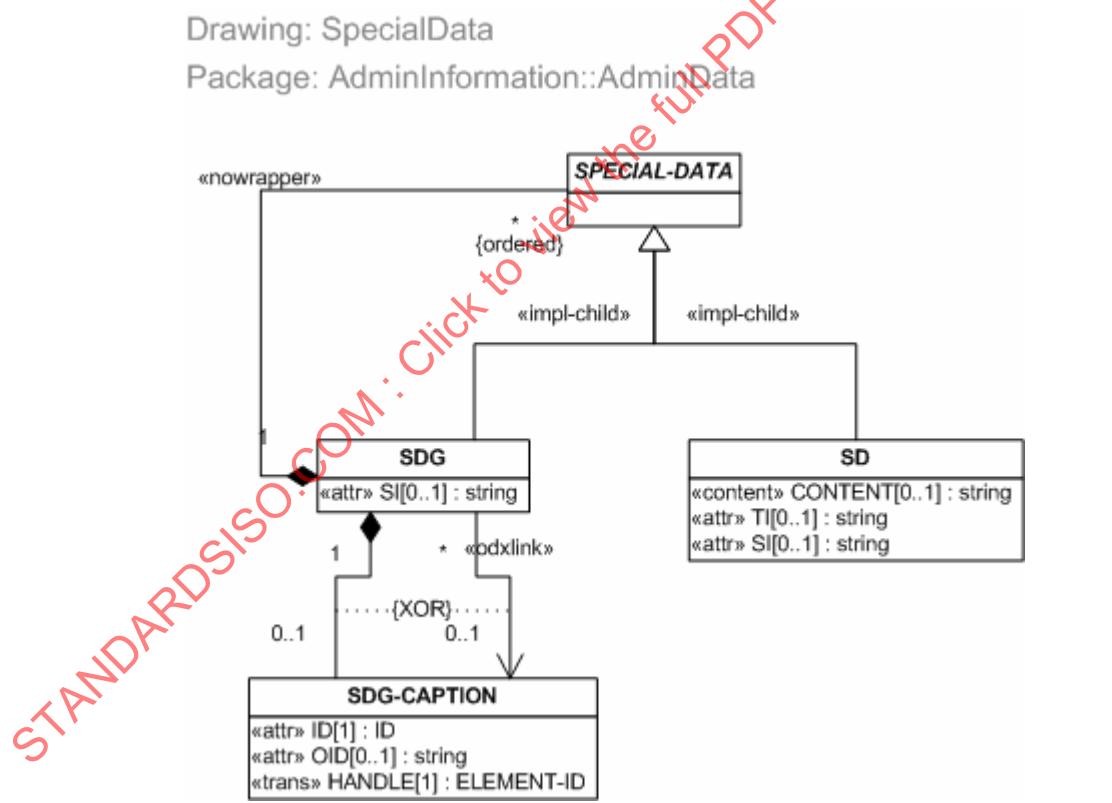 Drawing: SpecialData
Package: AdminInformation::AdminData
SPECIAL-DATA
«nowrapper»
*
{ordered}
«impl-child» «impl-child»
1
SDG
«attr» SI[0..1] : string
SD
«content» CONTENT[0..1] : string
«attr» TI[0..1] : string
«attr» SI[0..1] : string
1 * «odxlink»
{XOR}
0..1 0..1
SDG-CAPTION
«attr» ID[1] : ID
«attr» OID[0..1] : string
«trans» HANDLE[1] : ELEMENT-ID
STANDARDSISO.COM : Click to view the full PDF